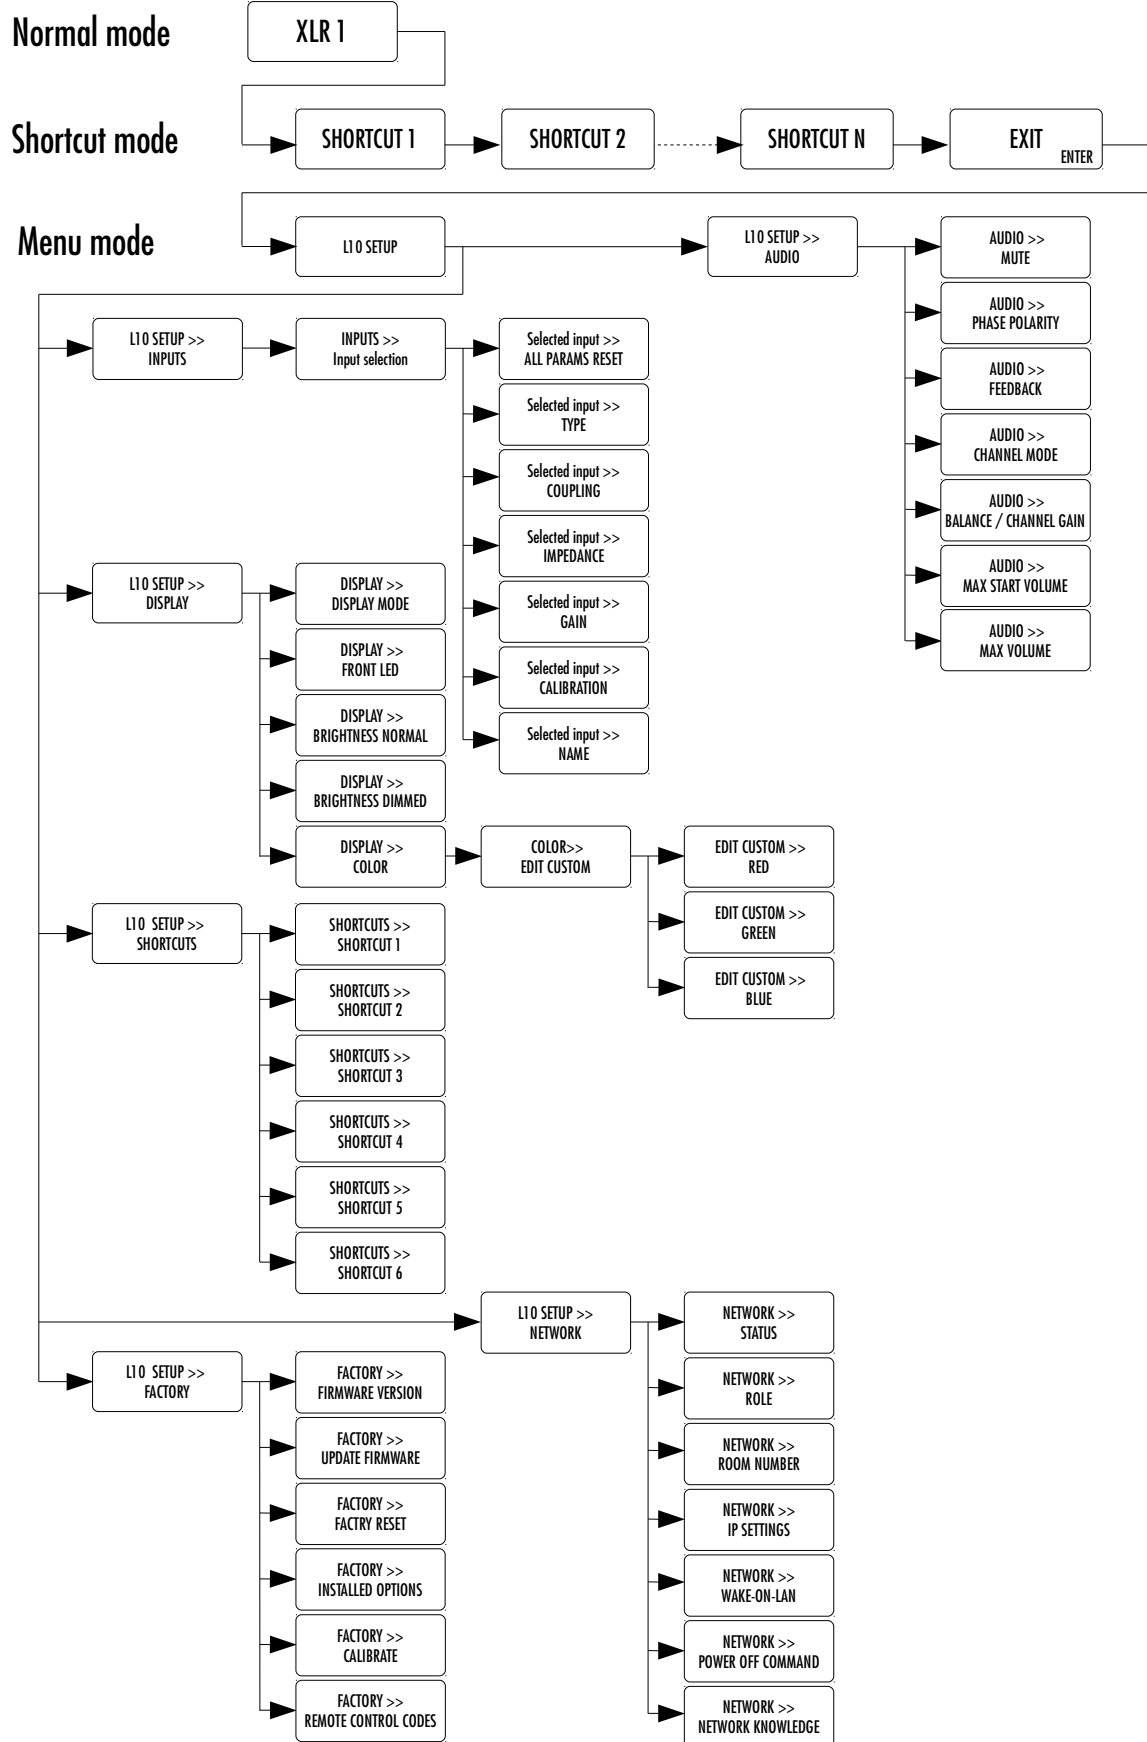 Normal mode
XLR 1
Shortcut mode
SHORTCUT 1
SHORTCUT 2
SHORTCUT N
EXIT
ENTER
Menu mode
L10 SETUP
L10 SETUP >>
AUDIO
AUDIO >>
MUTE
AUDIO >>
PHASE POLARITY
AUDIO >>
FEEDBACK
AUDIO >>
CHANNEL MODE
AUDIO >>
BALANCE / CHANNEL GAIN
AUDIO >>
MAX START VOLUME
AUDIO >>
MAX VOLUME
L10 SETUP >>
INPUTS
INPUTS >>
Input selection
Selected input >>
ALL PARAMS RESET
Selected input >>
TYPE
Selected input >>
COUPLING
Selected input >>
IMPEDANCE
Selected input >>
GAIN
Selected input >>
CALIBRATION
Selected input >>
NAME
L10 SETUP >>
DISPLAY
DISPLAY >>
DISPLAY MODE
DISPLAY >>
FRONT LED
DISPLAY >>
BRIGHTNESS NORMAL
DISPLAY >>
BRIGHTNESS DIMMED
DISPLAY >>
COLOR
COLOR>>
EDIT CUSTOM
EDIT CUSTOM >>
RED
EDIT CUSTOM >>
GREEN
EDIT CUSTOM >>
BLUE
L10 SETUP >>
SHORTCUTS
SHORTCUTS >>
SHORTCUT 1
SHORTCUTS >>
SHORTCUT 2
SHORTCUTS >>
SHORTCUT 3
SHORTCUTS >>
SHORTCUT 4
SHORTCUTS >>
SHORTCUT 5
SHORTCUTS >>
SHORTCUT 6
L10 SETUP >>
NETWORK
NETWORK >>
STATUS
NETWORK >>
ROLE
NETWORK >>
ROOM NUMBER
NETWORK >>
IP SETTINGS
NETWORK >>
WAKE-ON-LAN
NETWORK >>
POWER OFF COMMAND
NETWORK >>
NETWORK KNOWLEDGE
L10 SETUP >>
FACTORY
FACTORY >>
FIRMWARE VERSION
FACTORY >>
UPDATE FIRMWARE
FACTORY >>
FACTRY RESET
FACTORY >>
INSTALLED OPTIONS
FACTORY >>
CALIBRATE
FACTORY >>
REMOTE CONTROL CODES